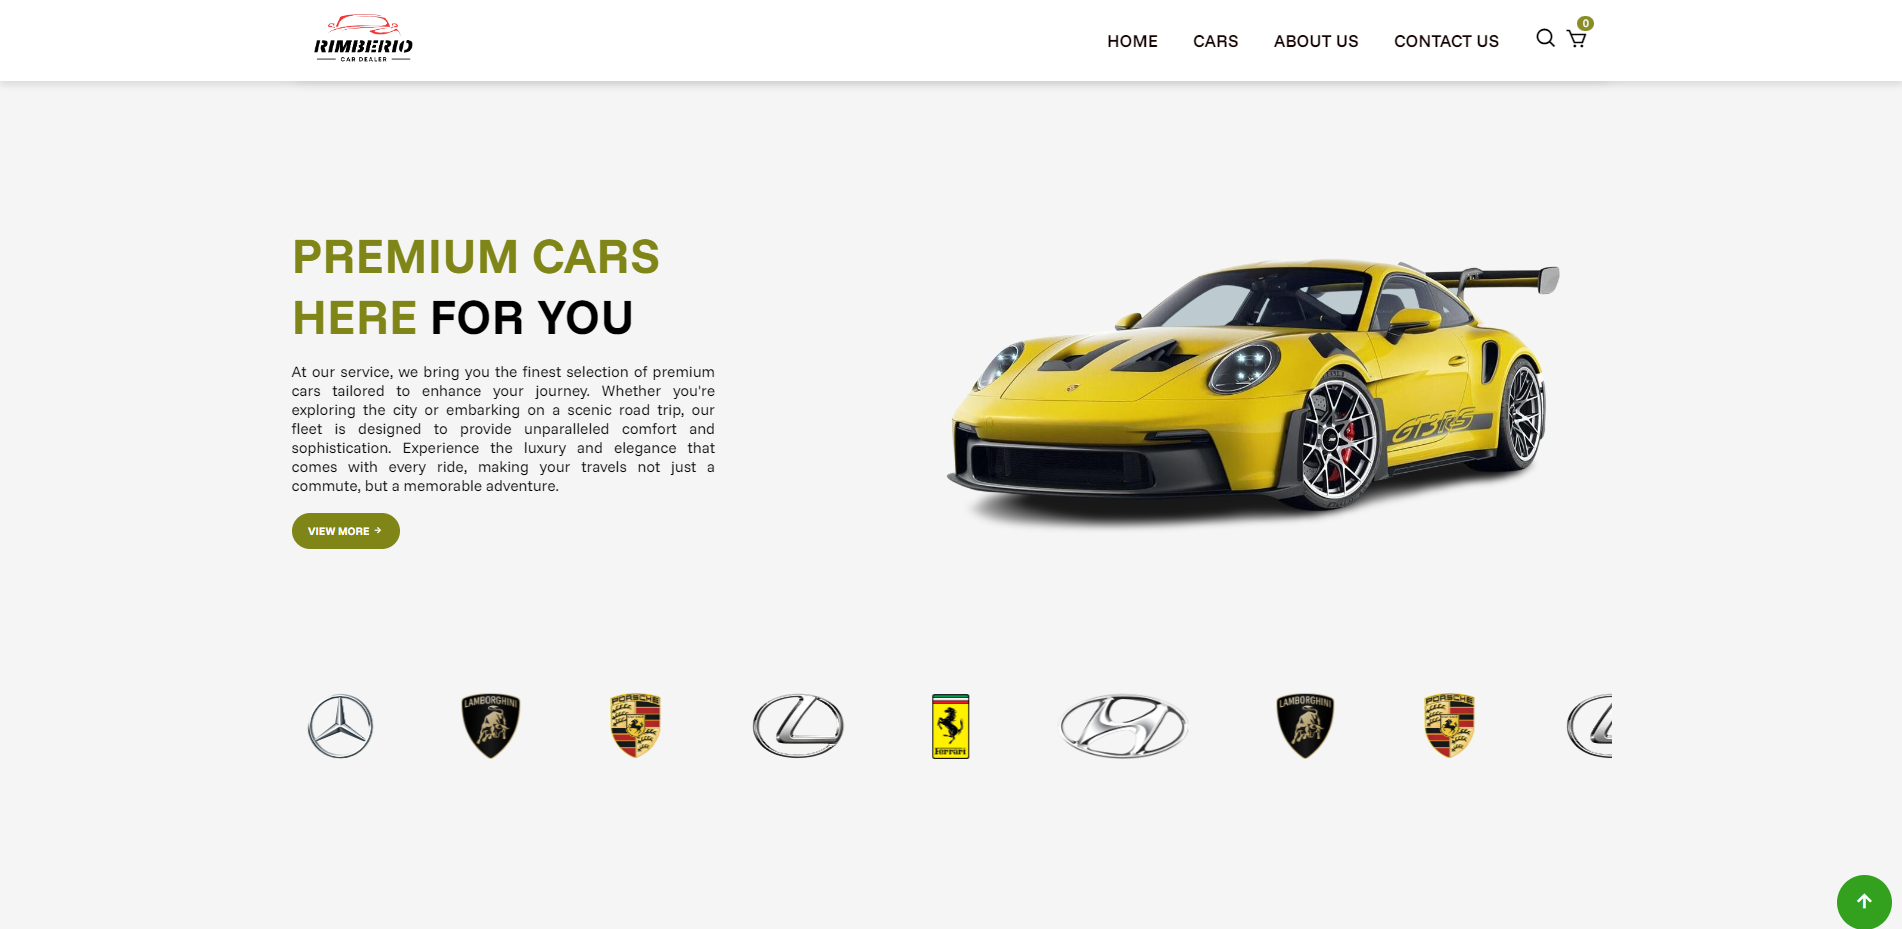 RIMBERIO
CAR DEALER
HOME CARS ABOUT US CONTACT US 0
PREMIUM CARS
HERE FOR YOU
At our service, we bring you the finest selection of premium
cars tailored to enhance your journey. Whether you're
exploring the city or embarking on a scenic road trip, our
fleet is designed to provide unparalleled comfort and
sophistication. Experience the luxury and elegance that
comes with every ride, making your travels not just a
commute, but a memorable adventure.
VIEW MORE
GT3 RS
LAMBORGHINI
PORSCHE
Ferrari
LAMBORGHINI
PORSCHE